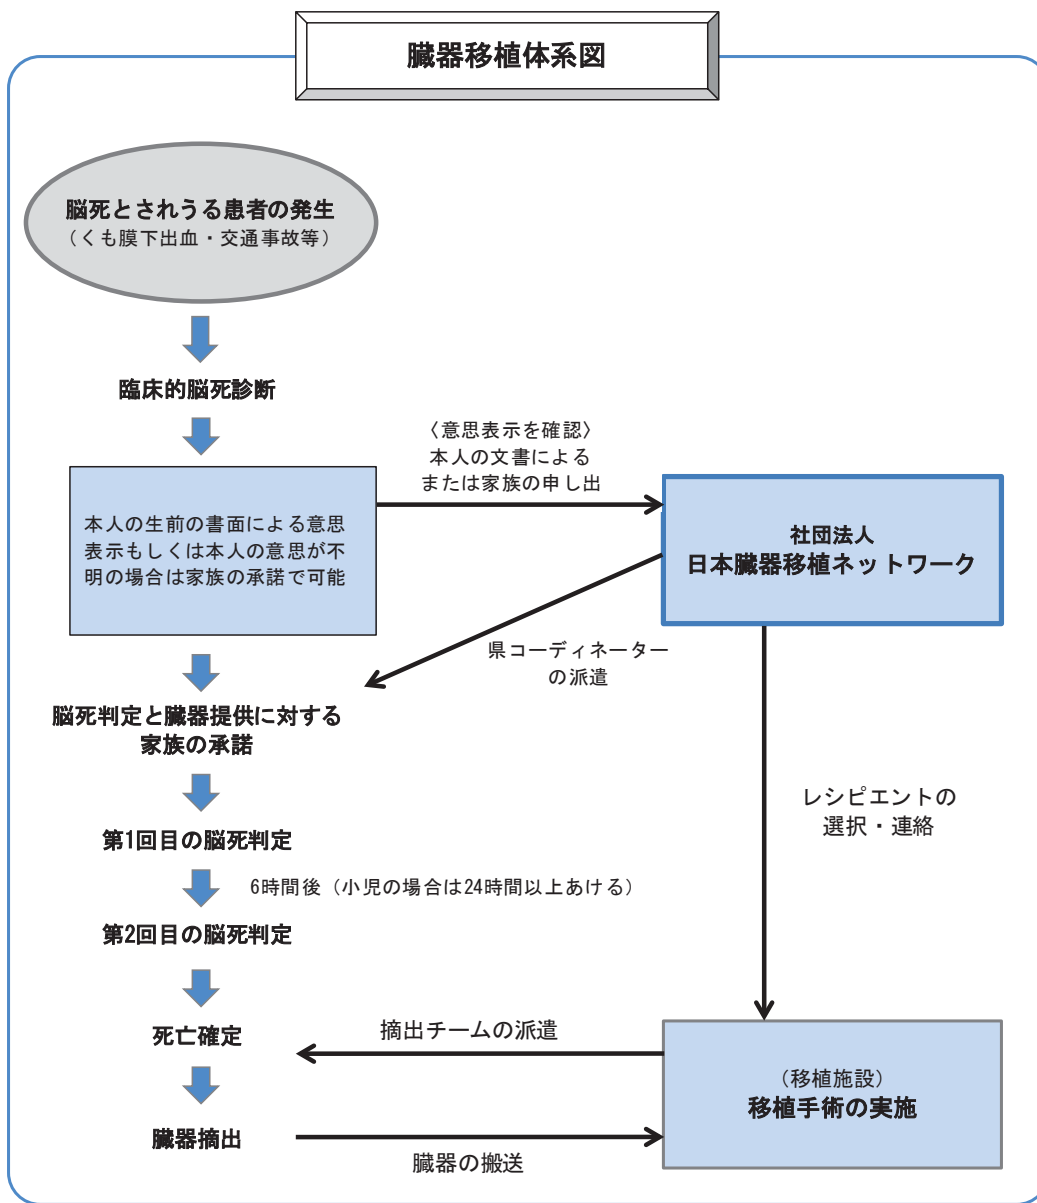 臓器移植体系図
脳死とされうる患者の発生
（くも膜下出血・交通事故等）
臨床的脳死診断
〈意思表示を確認〉
本人の文書による
または家族の申し出
本人の生前の書面による意思
表示もしくは本人の意思が不
明の場合は家族の承諾で可能
社団法人
日本臓器移植ネットワーク
県コーディネーター
の派遣
脳死判定と臓器提供に対する
家族の承諾
レシピエントの
選択・連絡
第1回目の脳死判定
6時間後（小児の場合は24時間以上あける）
第2回目の脳死判定
死亡確定
摘出チームの派遣
（移植施設）
移植手術の実施
臓器摘出
臓器の搬送